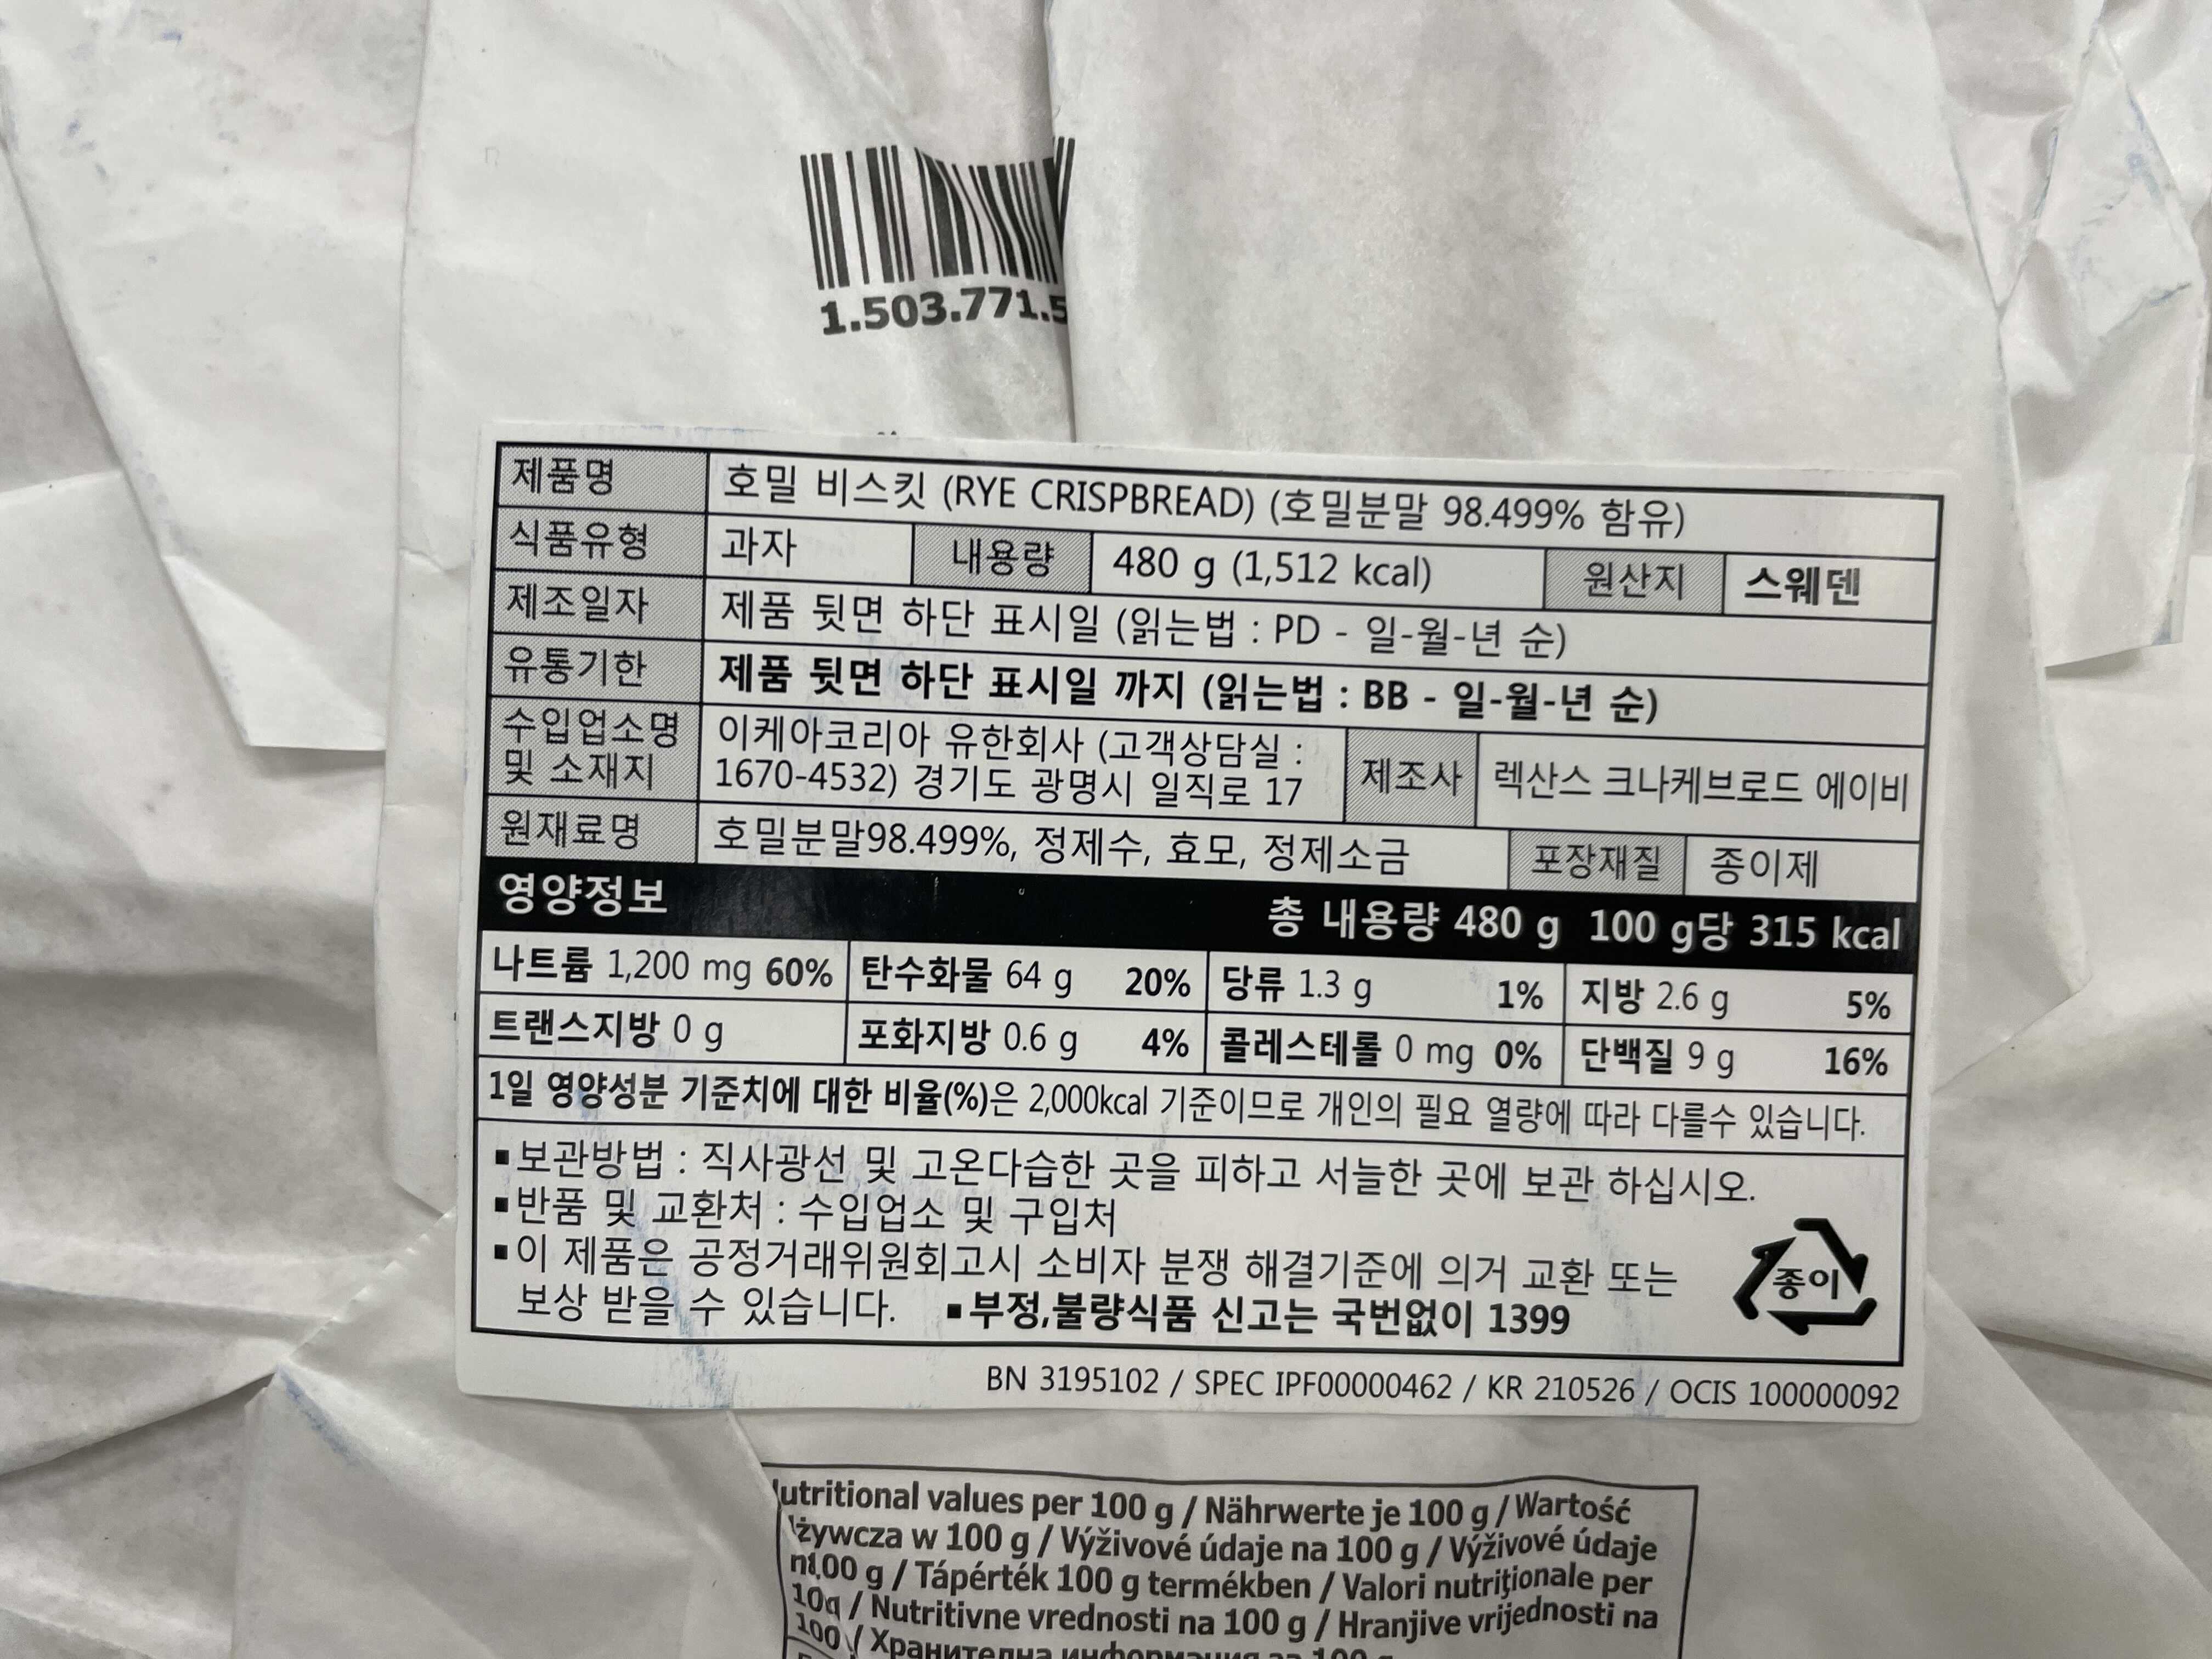 1.503.771.5
제품명 호밀 비스킷 (RYE CRISPBREAD) (호밀분말 98.499% 함유)
식품유형 과자 내용량 480 g (1,512 kcal) 원산지 스웨덴
제조일자 제품 뒷면 하단 표시일 (읽는법 : PD - 일-월-년 순)
유통기한 제품 뒷면 하단 표시일 까지 (읽는법 : BB - 일-월-년 순)
수입업소명 이케아코리아 유한회사 (고객상담실 :
및 소재지 1670-4532) 경기도 광명시 일직로 17 제조사 렉산스 크나케브로드 에이비
원재료명 호밀분말98.499%, 정제수, 효모, 정제소금 포장재질 종이제
영양정보 총 내용량 480 g 100 g당 315 kcal
나트륨 1,200 mg 60% 탄수화물 64 g 20% 당류 1.3 g 1% 지방 2.6 g 5%
트랜스지방 0 g 포화지방 0.6 g 4% 콜레스테롤 0 mg 0% 단백질 9 g 16%
1일 영양성분 기준치에 대한 비율(%)은 2,000kcal 기준이므로 개인의 필요 열량에 따라 다를수 있습니다.
▪보관방법 : 직사광선 및 고온다습한 곳을 피하고 서늘한 곳에 보관 하십시오.
▪반품 및 교환처 : 수입업소 및 구입처
▪이 제품은 공정거래위원회고시 소비자 분쟁 해결기준에 의거 교환 또는
보상 받을 수 있습니다. ▪부정,불량식품 신고는 국번없이 1399
종이
BN 3195102 / SPEC IPF00000462 / KR 210526 / OCIS 100000092
utritional values per 100 g / Nährwerte je 100 g / Wartość
żywcza w 100 g / Výživové údaje na 100 g / Výživové údaje
g / Tápérték 100 g termékben / Valori nutriționale per
/ Nutritivne vrednosti na 100 g / Hranjive vrijednosti na
100 / Хранителна информация за 100